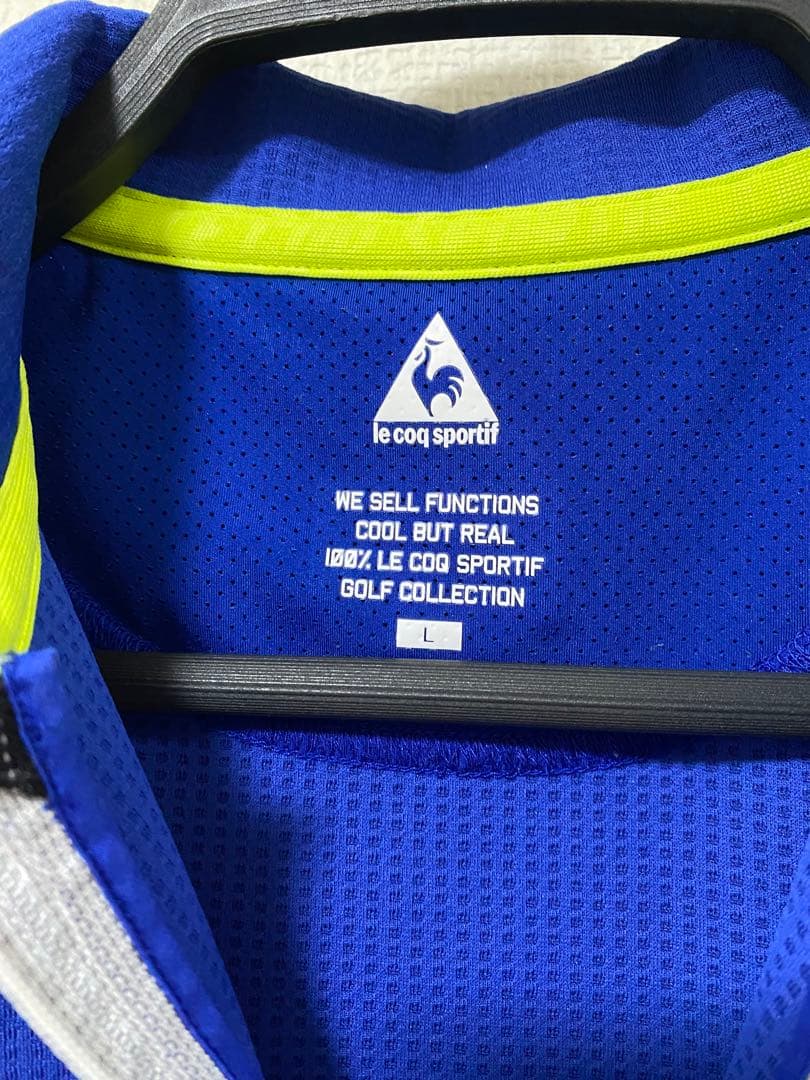 le coq sportif
WE SELL FUNCTIONS
COOL BUT REAL
100% LE COQ SPORTIF
GOLF COLLECTION
L